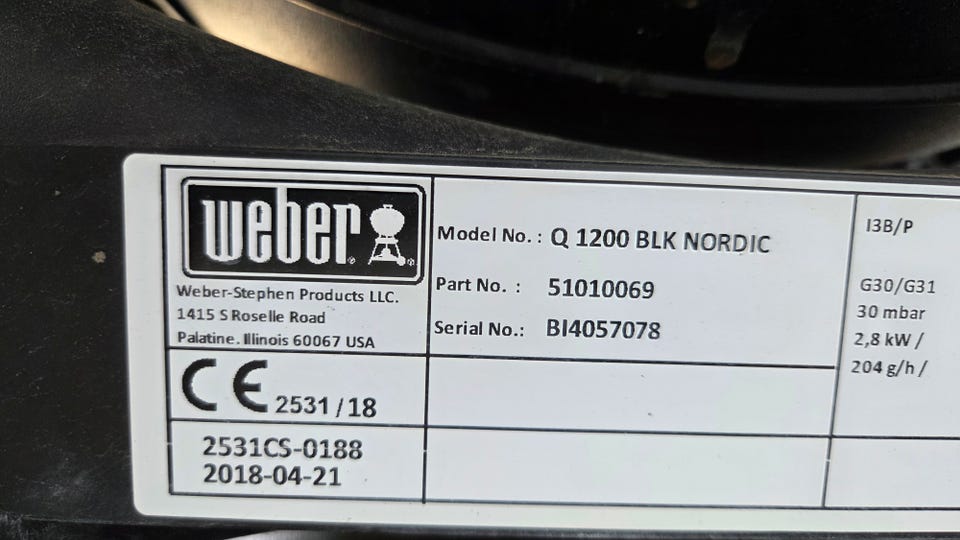 weber
Weber-Stephen Products LLC.
1415 S Roselle Road
Palatine. Illinois 60067 USA
CE 2531 / 18
2531CS-0188
2018-04-21
Model No. : Q 1200 BLK NORDIC
Part No. : 51010069
Serial No.: BI4057078
I3B/P
G30/G31
30 mbar
2,8 kW /
204 g/h /